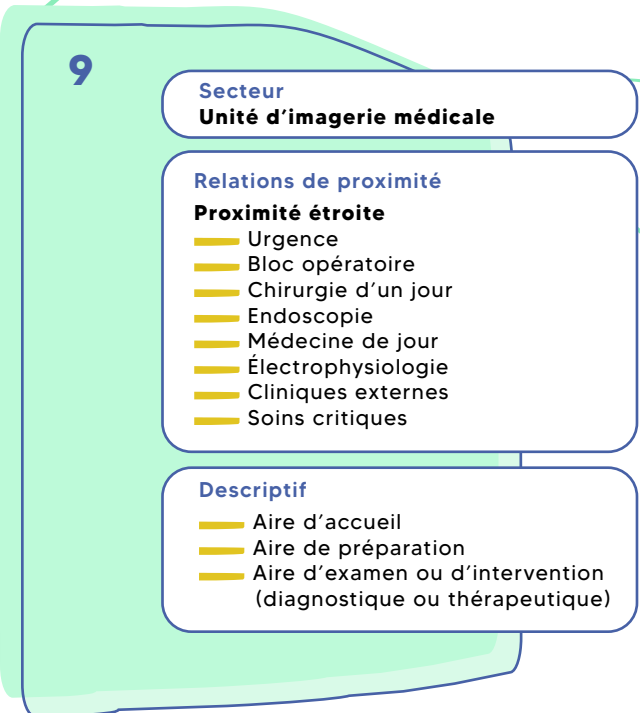 9
Secteur
Unité d’imagerie médicale
Relations de proximité
Proximité étroite
Urgence
Bloc opératoire
Chirurgie d’un jour
Endoscopie
Médecine de jour
Électrophysiologie
Cliniques externes
Soins critiques
Descriptif
Aire d’accueil
Aire de préparation
Aire d’examen ou d’intervention
(diagnostique ou thérapeutique)